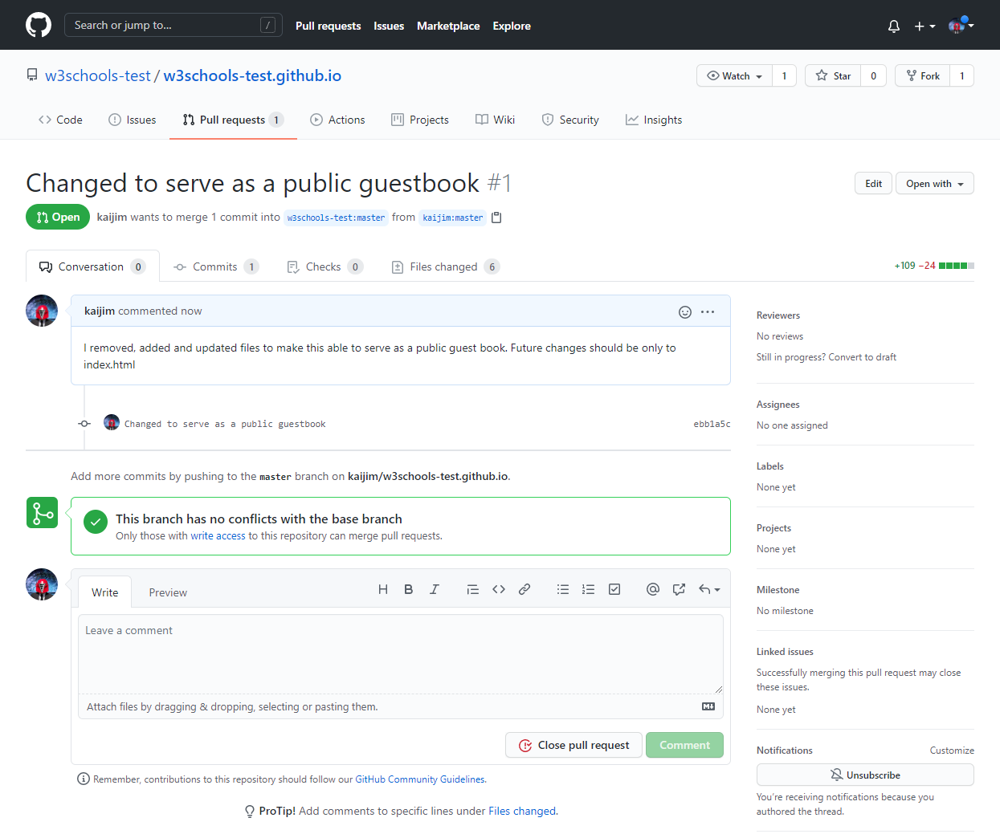 Search or jump to... / Pull requests Issues Marketplace Explore
w3schools-test / w3schools-test.github.io Watch 1 Star 0 Fork 1
Code Issues Pull requests 1 Actions Projects Wiki Security Insights
Changed to serve as a public guestbook #1 Edit Open with
Open kaijim wants to merge 1 commit into w3schools-test:master from kaijim:master
Conversation 0 Commits 1 Checks 0 Files changed 6 +109 −24
kaijim commented now
I removed, added and updated files to make this able to serve as a public guest book. Future changes should be only to
index.html
Changed to serve as a public guestbook ebb1a5c
Add more commits by pushing to the master branch on kaijim/w3schools-test.github.io.
This branch has no conflicts with the base branch
Only those with write access to this repository can merge pull requests.
Write Preview
Leave a comment
Attach files by dragging & dropping, selecting or pasting them.
Close pull request Comment
Remember, contributions to this repository should follow our GitHub Community Guidelines.
ProTip! Add comments to specific lines under Files changed.
Reviewers
No reviews
Still in progress? Convert to draft
Assignees
No one assigned
Labels
None yet
Projects
None yet
Milestone
No milestone
Linked issues
Successfully merging this pull request may close
these issues.
None yet
Notifications Customize
Unsubscribe
You're receiving notifications because you
authored the thread.